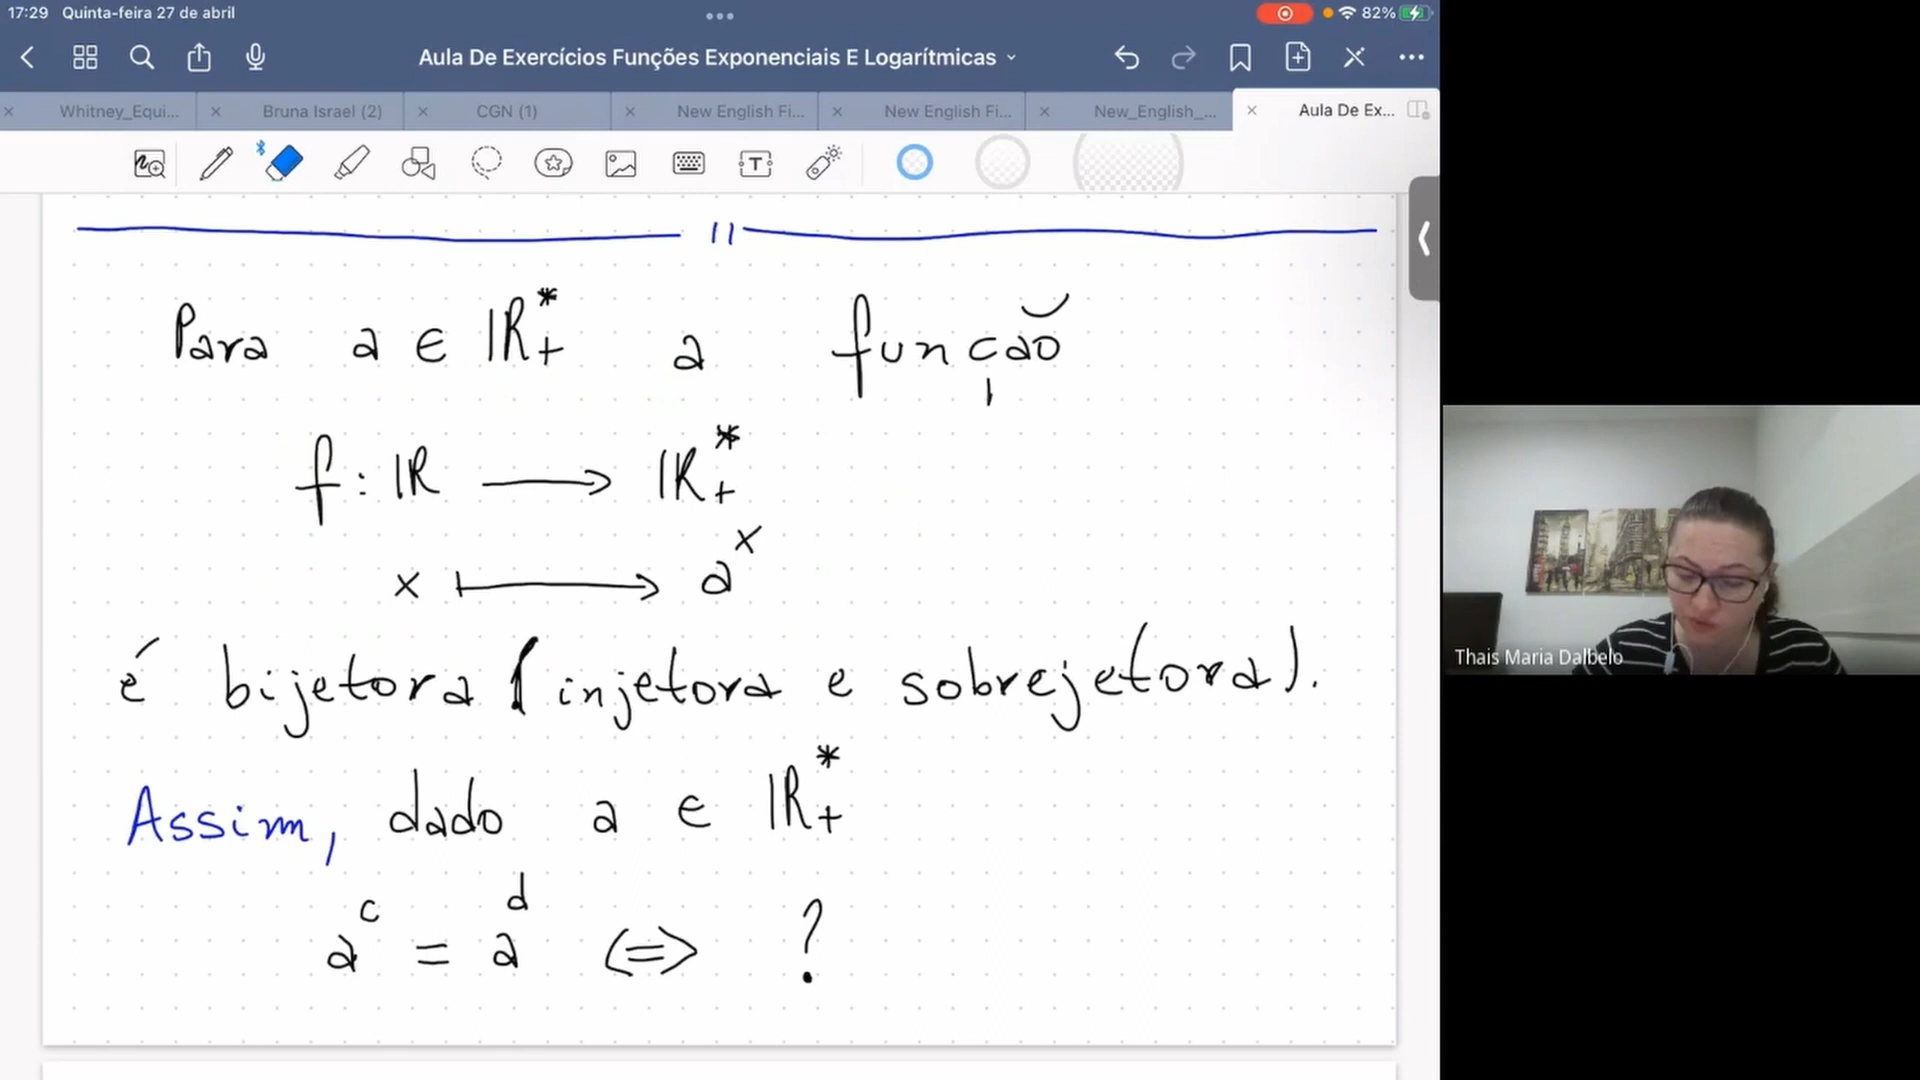 17:29 Quinta-feira 27 de abril
82%
Aula De Exercícios Funções Exponenciais E Logarítmicas
Whitney_Equi... Bruna Israel (2) CGN (1) New English Fi... New English Fi... New_English_... Aula De Ex...
Para a ∈ ℝ₊* a função
f : ℝ ⟶ ℝ₊*
x ⟼ aˣ
é bijetora (injetora e sobrejetora).
Assim, dado a ∈ ℝ₊*
a^c = a^d ⟺ ?
Thais Maria Dalbelo